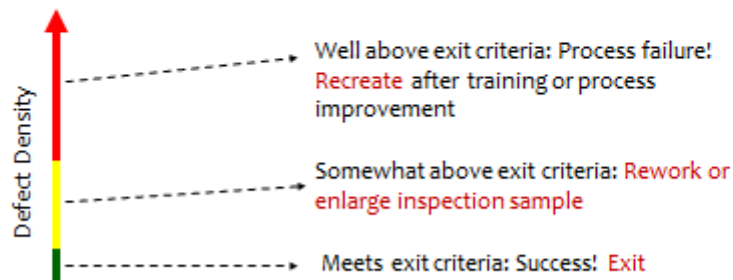 Defect Density
Well above exit criteria: Process failure!
Recreate after training or process
improvement
Somewhat above exit criteria: Rework or
enlarge inspection sample
Meets exit criteria: Success! Exit